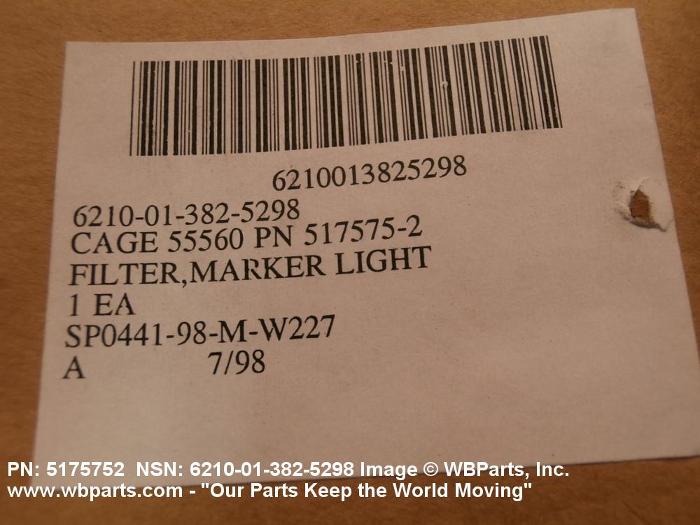 6210013825298
6210-01-382-5298
CAGE 55560 PN 517575-2
FILTER,MARKER LIGHT
1 EA
SP0441-98-M-W227
A 7/98
PN: 5175752 NSN: 6210-01-382-5298 Image © WBParts, Inc.
www.wbparts.com - "Our Parts Keep the World Moving"